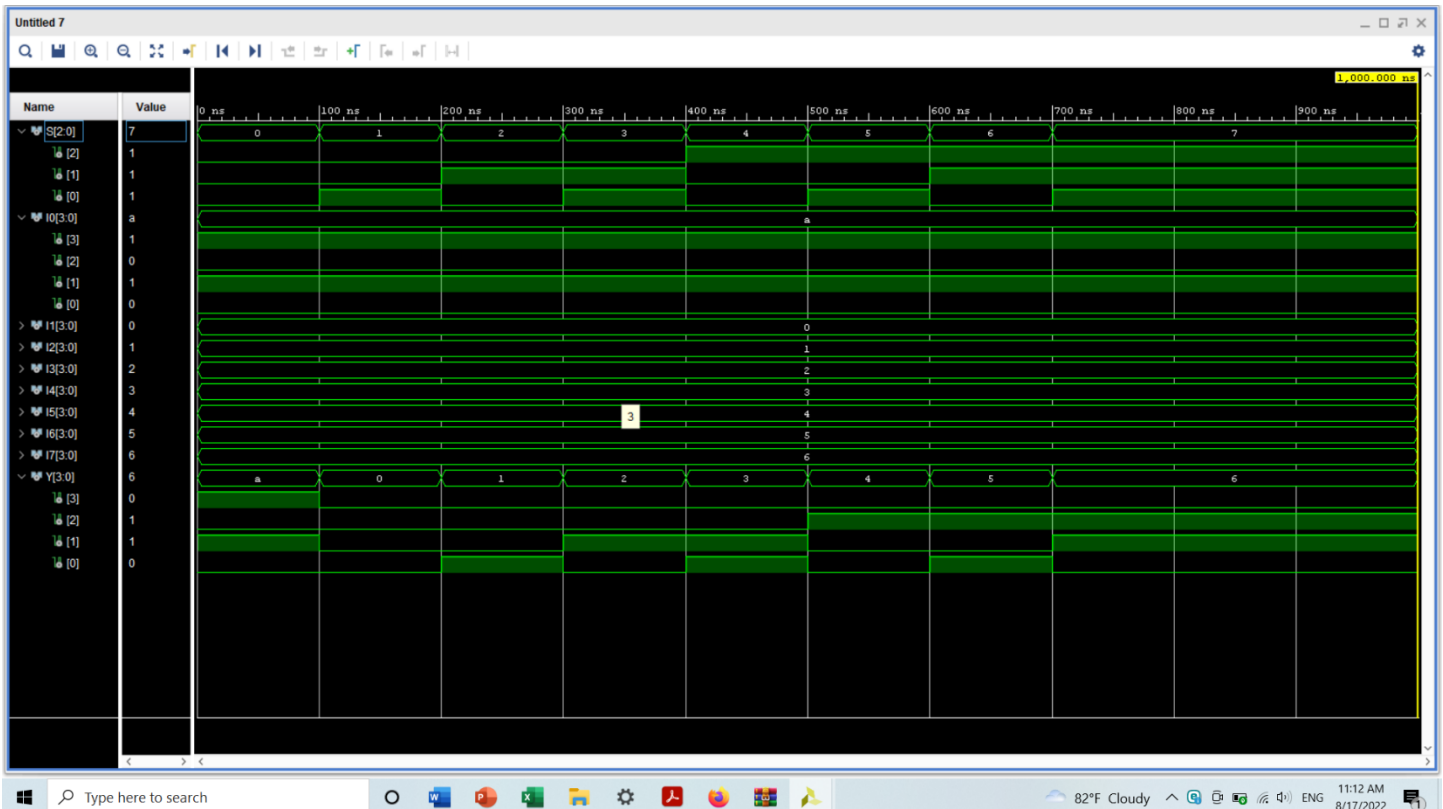 Untitled 7
1,000.000 ns
Name Value 0 ns 100 ns 200 ns 300 ns 400 ns 500 ns 600 ns 700 ns 800 ns 900 ns
S[2:0] 7 0 1 2 3 4 5 6 7
[2] 1
[1] 1
[0] 1
I0[3:0] a a
[3] 1
[2] 0
[1] 1
[0] 0
I1[3:0] 0 0
I2[3:0] 1 1
I3[3:0] 2 2
I4[3:0] 3 3
I5[3:0] 4 3 4
I6[3:0] 5 5
I7[3:0] 6 6
Y[3:0] 6 a 0 1 2 3 4 5 6
[3] 0
[2] 1
[1] 1
[0] 0
Type here to search 82°F Cloudy ENG 11:12 AM
8/17/2022